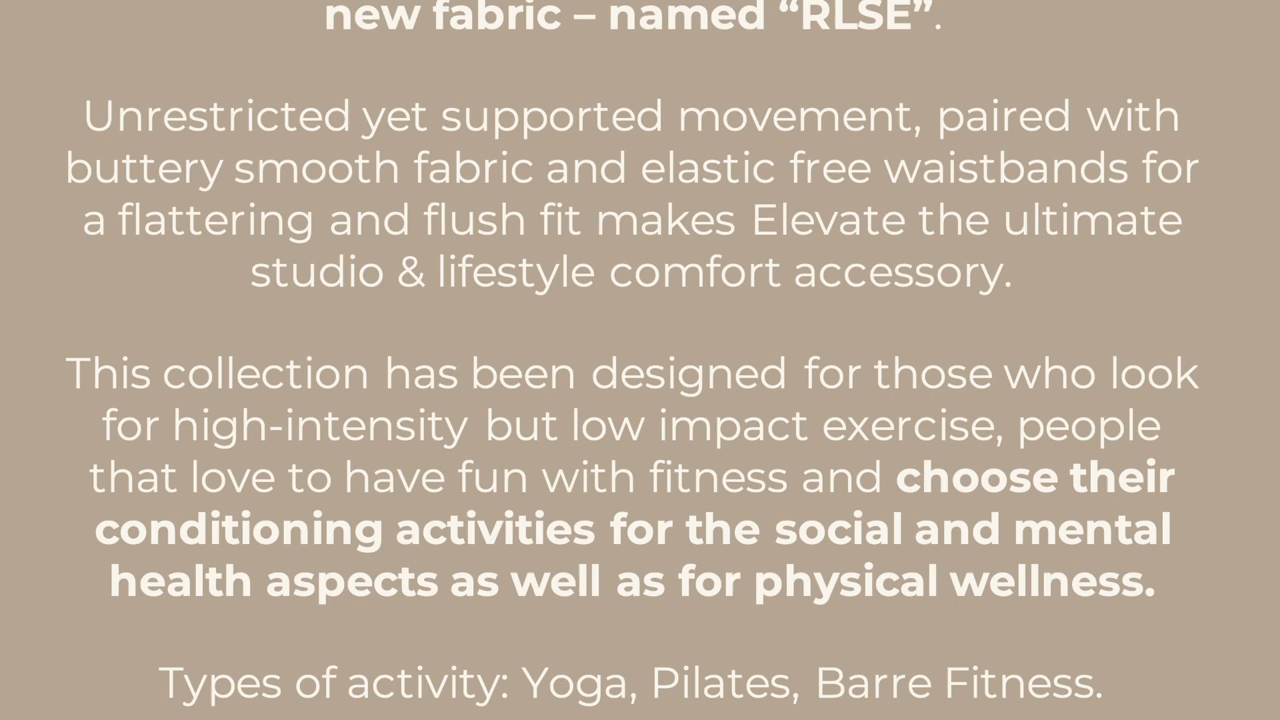 new fabric – named “RLSE”.
Unrestricted yet supported movement, paired with
buttery smooth fabric and elastic free waistbands for
a flattering and flush fit makes Elevate the ultimate
studio & lifestyle comfort accessory.
This collection has been designed for those who look
for high-intensity but low impact exercise, people
that love to have fun with fitness and choose their
conditioning activities for the social and mental
health aspects as well as for physical wellness.
Types of activity: Yoga, Pilates, Barre Fitness.